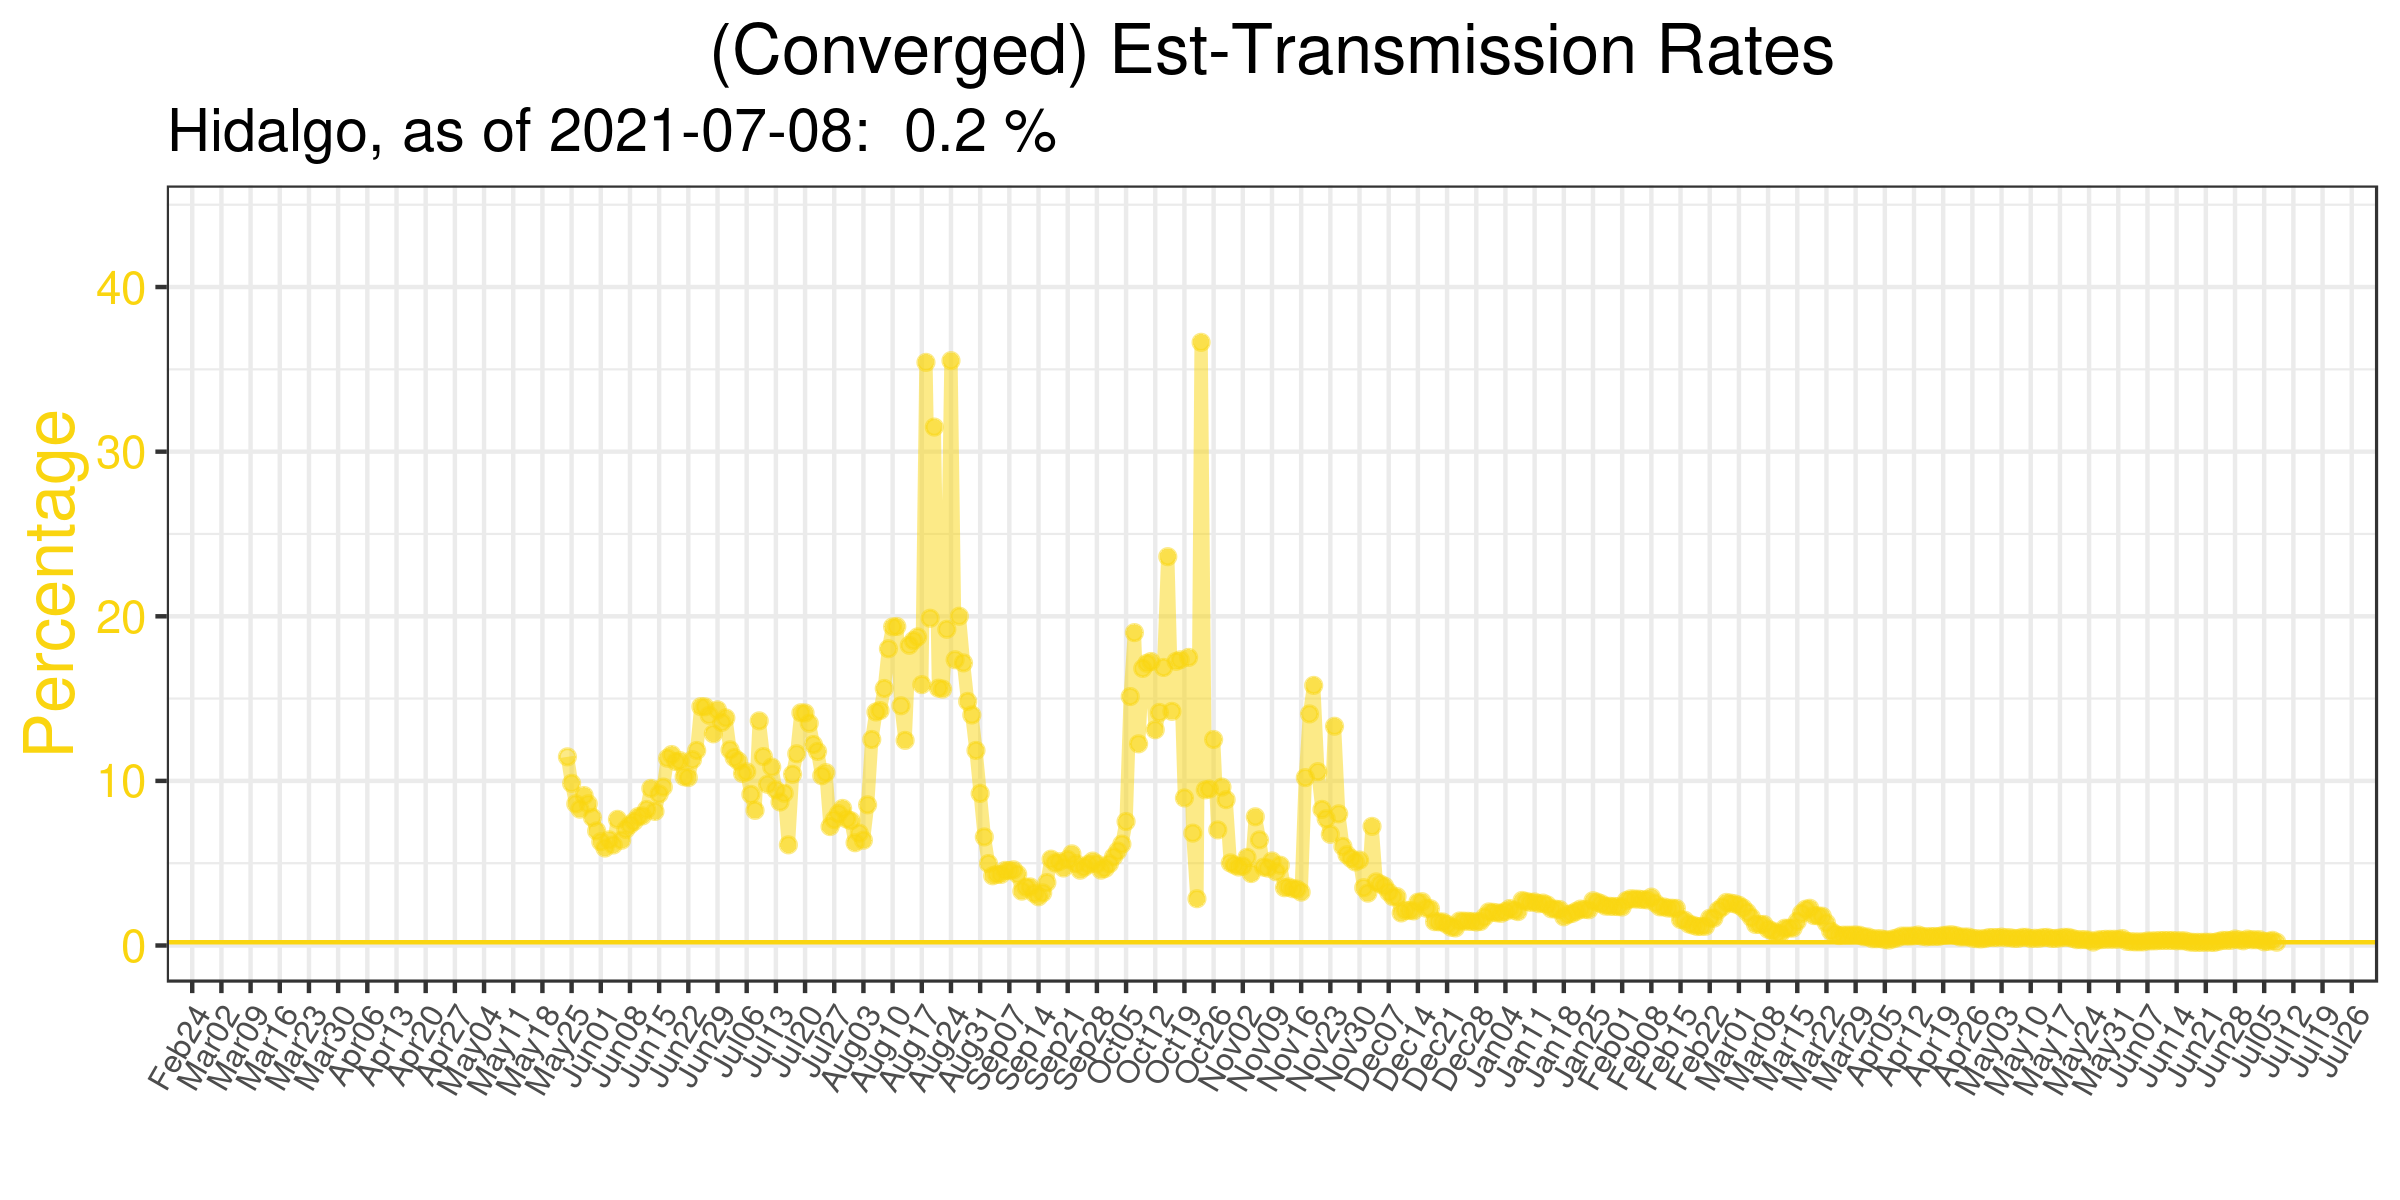 (Converged) Est-Transmission Rates
Hidalgo, as of 2021-07-08:  0.2 %
Percentage
40
30
20
10
0
Feb24
Mar02
Mar09
Mar16
Mar23
Mar30
Apr06
Apr13
Apr20
Apr27
May04
May11
May18
May25
Jun01
Jun08
Jun15
Jun22
Jun29
Jul06
Jul13
Jul20
Jul27
Aug03
Aug10
Aug17
Aug24
Aug31
Sep07
Sep14
Sep21
Sep28
Oct05
Oct12
Oct19
Oct26
Nov02
Nov09
Nov16
Nov23
Nov30
Dec07
Dec14
Dec21
Dec28
Jan04
Jan11
Jan18
Jan25
Feb01
Feb08
Feb15
Feb22
Mar01
Mar08
Mar15
Mar22
Mar29
Apr05
Apr12
Apr19
Apr26
May03
May10
May17
May24
May31
Jun07
Jun14
Jun21
Jun28
Jul05
Jul12
Jul19
Jul26